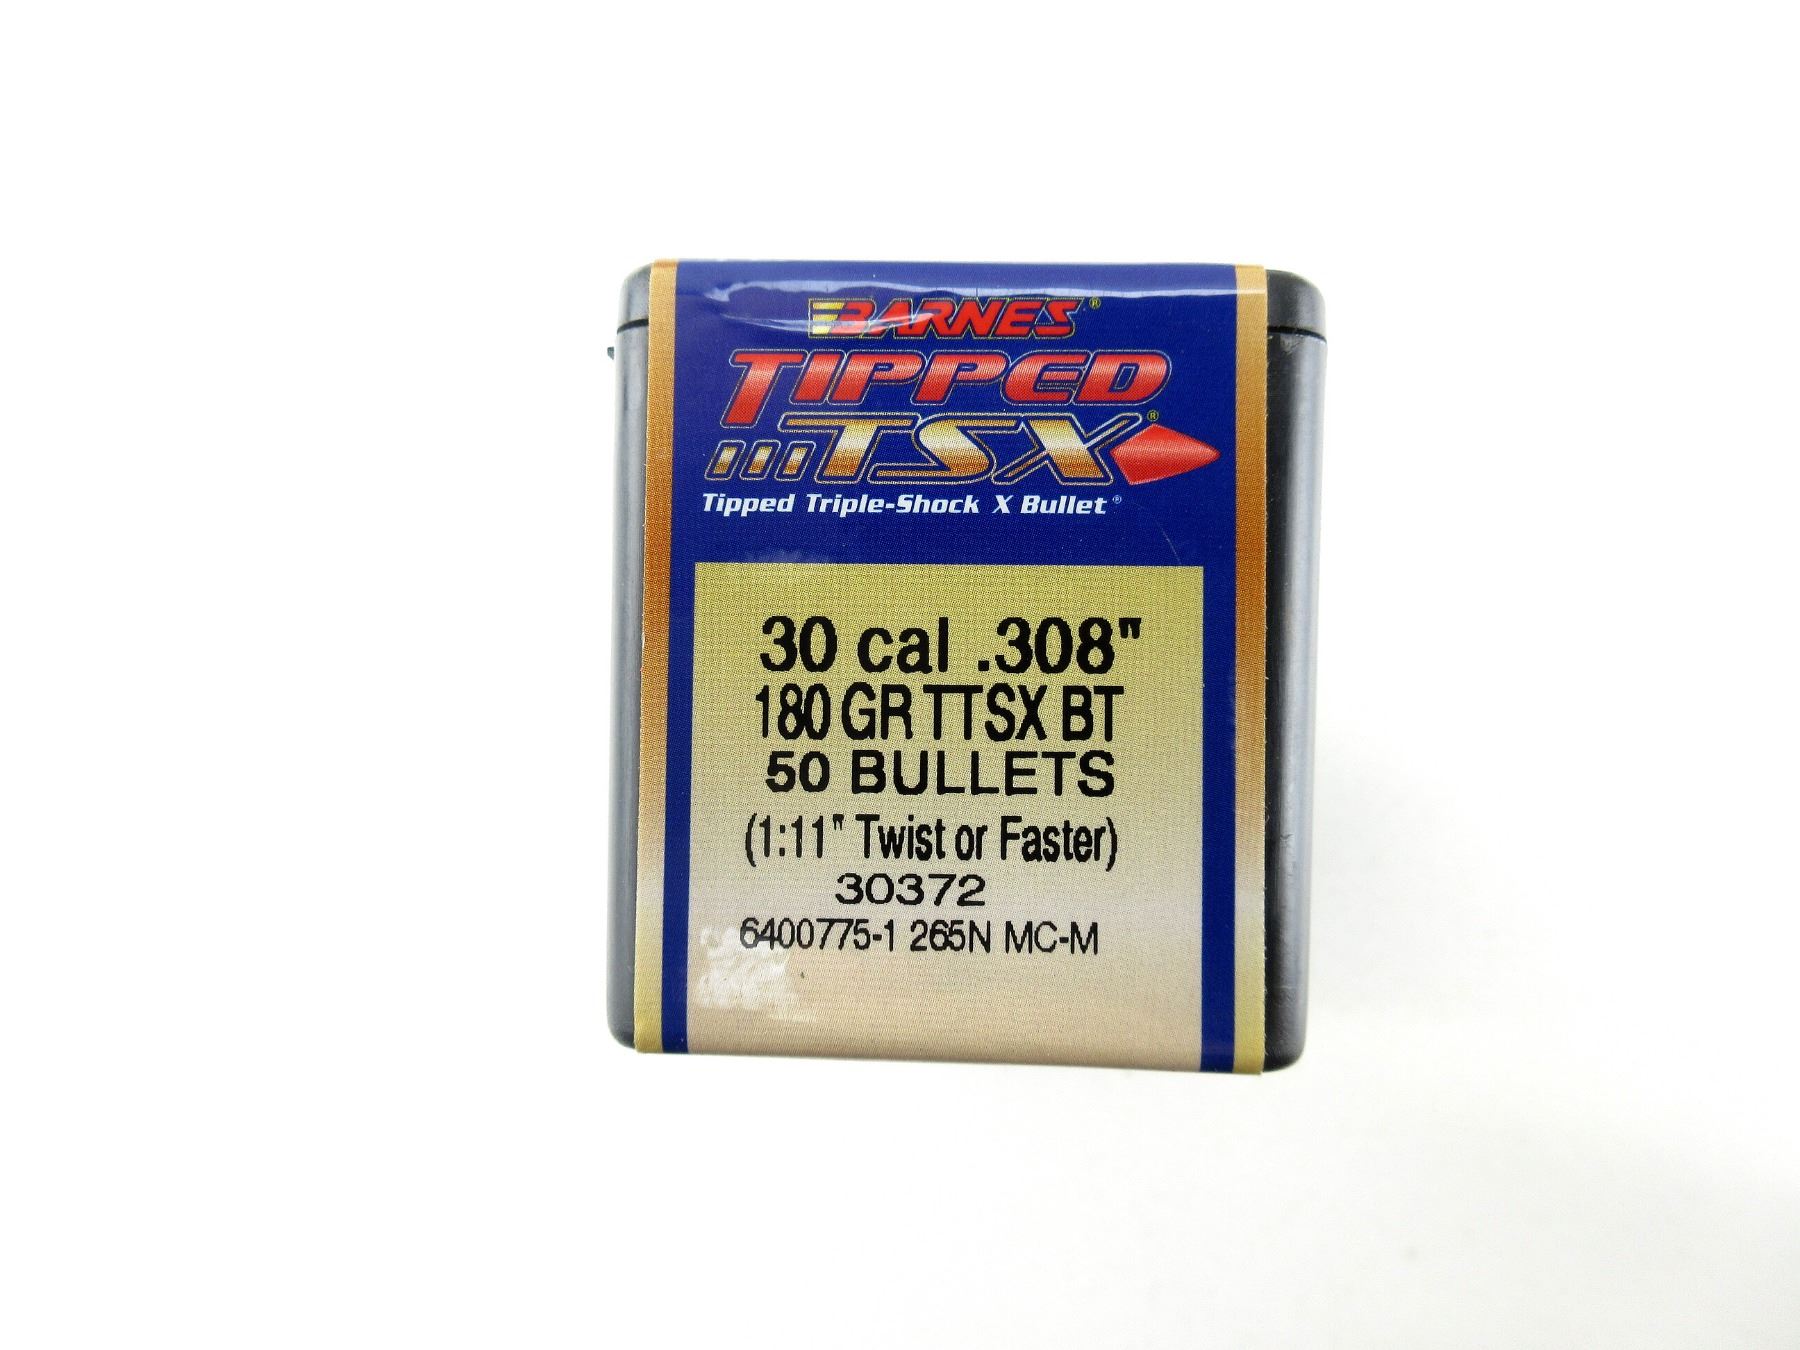 BARNES®
TIPPED
TSX®
Tipped Triple-Shock X Bullet®
30 cal .308"
180 GR TTSX BT
50 BULLETS
(1:11" Twist or Faster)
30372
6400775-1 265N MC-M